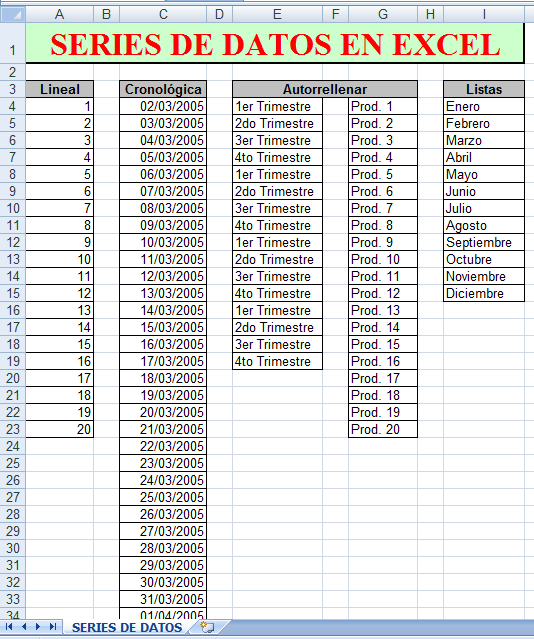 A B C D E F G H I
1 SERIES DE DATOS EN EXCEL
2
3 Lineal Cronológica Autorrellenar Listas
4 1 02/03/2005 1er Trimestre Prod. 1 Enero
5 2 03/03/2005 2do Trimestre Prod. 2 Febrero
6 3 04/03/2005 3er Trimestre Prod. 3 Marzo
7 4 05/03/2005 4to Trimestre Prod. 4 Abril
8 5 06/03/2005 1er Trimestre Prod. 5 Mayo
9 6 07/03/2005 2do Trimestre Prod. 6 Junio
10 7 08/03/2005 3er Trimestre Prod. 7 Julio
11 8 09/03/2005 4to Trimestre Prod. 8 Agosto
12 9 10/03/2005 1er Trimestre Prod. 9 Septiembre
13 10 11/03/2005 2do Trimestre Prod. 10 Octubre
14 11 12/03/2005 3er Trimestre Prod. 11 Noviembre
15 12 13/03/2005 4to Trimestre Prod. 12 Diciembre
16 13 14/03/2005 1er Trimestre Prod. 13
17 14 15/03/2005 2do Trimestre Prod. 14
18 15 16/03/2005 3er Trimestre Prod. 15
19 16 17/03/2005 4to Trimestre Prod. 16
20 17 18/03/2005 Prod. 17
21 18 19/03/2005 Prod. 18
22 19 20/03/2005 Prod. 19
23 20 21/03/2005 Prod. 20
24 22/03/2005
25 23/03/2005
26 24/03/2005
27 25/03/2005
28 26/03/2005
29 27/03/2005
30 28/03/2005
31 29/03/2005
32 30/03/2005
33 31/03/2005
34 01/04/2005
SERIES DE DATOS